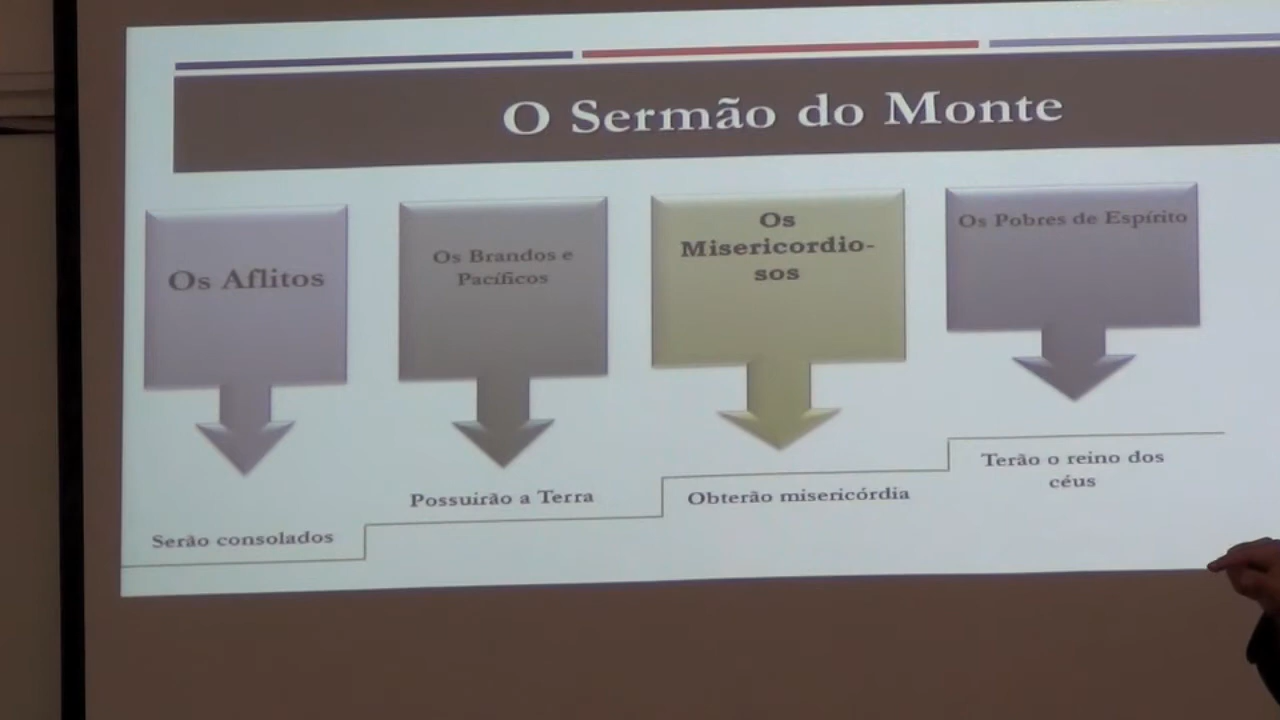 O Sermão do Monte
Os Aflitos
Os Brandos e
Pacíficos
Os
Misericordio-
sos
Os Pobres de Espírito
Serão consolados
Possuirão a Terra
Obterão misericórdia
Terão o reino dos
céus